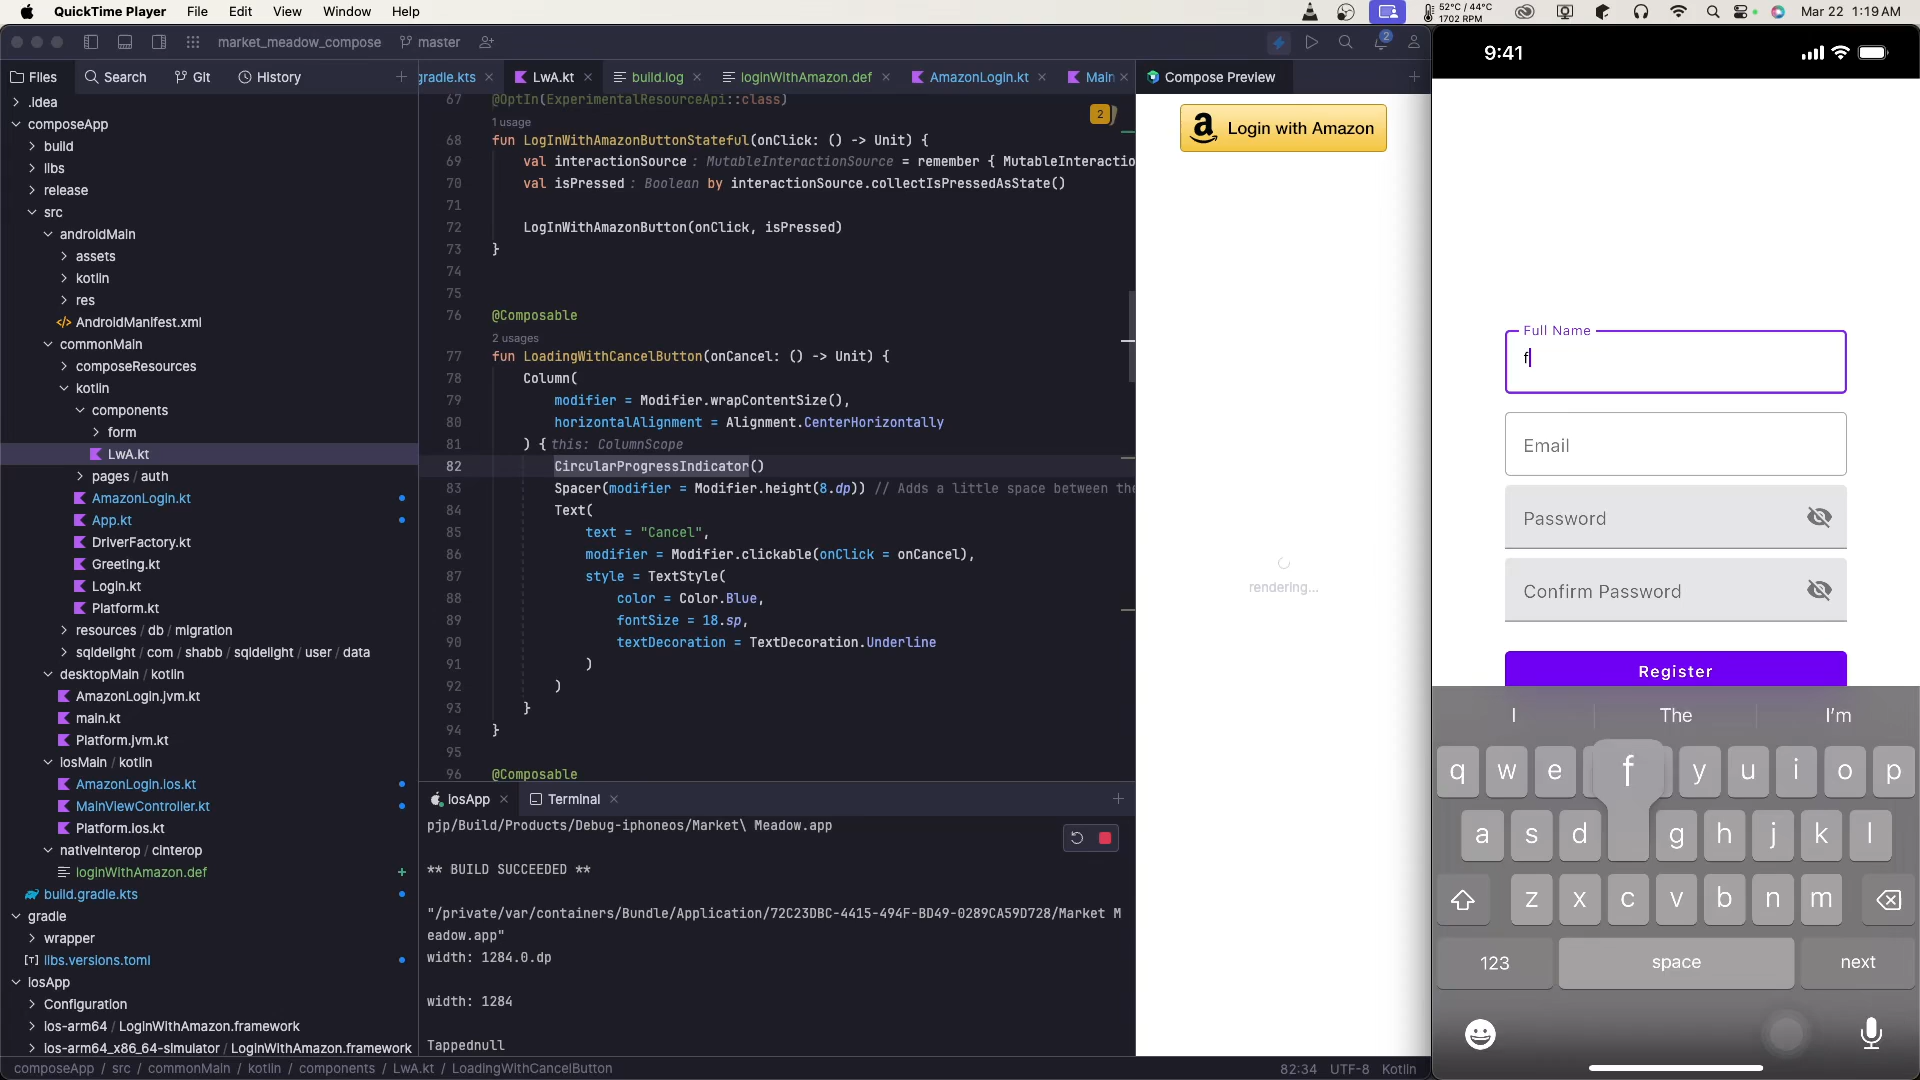 QuickTime Player File Edit View Window Help 52°C / 44°C 1702 RPM Mar 22 1:19 AM
market_meadow_compose master 2
Files Search Git History
.idea
composeApp
build
libs
release
src
androidMain
assets
kotlin
res
AndroidManifest.xml
commonMain
composeResources
kotlin
components
form
LwA.kt
pages / auth
AmazonLogin.kt
App.kt
DriverFactory.kt
Greeting.kt
Login.kt
Platform.kt
resources / db / migration
sqldelight / com / shabb / sqldelight / user / data
desktopMain / kotlin
AmazonLogin.jvm.kt
main.kt
Platform.jvm.kt
iosMain / kotlin
AmazonLogin.ios.kt
MainViewController.kt
Platform.ios.kt
nativeInterop / cinterop
loginWithAmazon.def
build.gradle.kts
gradle
wrapper
libs.versions.toml
iosApp
Configuration
ios-arm64 / LoginWithAmazon.framework
ios-arm64_x86_64-simulator / LoginWithAmazon.framework
gradle.kts LwA.kt build.log loginWithAmazon.def AmazonLogin.kt Main
67 @OptIn(ExperimentalResourceApi::class)
1 usage
2
68 fun LogInWithAmazonButtonStateful(onClick: () -> Unit) {
69 val interactionSource : MutableInteractionSource = remember { MutableInteractio
70 val isPressed : Boolean by interactionSource.collectIsPressedAsState()
71
72 LogInWithAmazonButton(onClick, isPressed)
73 }
74
75
76 @Composable
2 usages
77 fun LoadingWithCancelButton(onCancel: () -> Unit) {
78 Column(
79 modifier = Modifier.wrapContentSize(),
80 horizontalAlignment = Alignment.CenterHorizontally
81 ) { this: ColumnScope
82 CircularProgressIndicator()
83 Spacer(modifier = Modifier.height(8.dp)) // Adds a little space between the
84 Text(
85 text = "Cancel",
86 modifier = Modifier.clickable(onClick = onCancel),
87 style = TextStyle(
88 color = Color.Blue,
89 fontSize = 18.sp,
90 textDecoration = TextDecoration.Underline
91 )
92 )
93 }
94 }
95
96 @Composable
iosApp Terminal
pjp/Build/Products/Debug-iphoneos/Market\ Meadow.app
** BUILD SUCCEEDED **
"/private/var/containers/Bundle/Application/72C23DBC-4415-494F-BD49-0289CA59D728/Market M
eadow.app"
width: 1284.0.dp
width: 1284
Tappednull
composeApp / src / commonMain / kotlin / components / LwA.kt / LoadingWithCancelButton 82:34 UTF-8 Kotlin
Compose Preview
a Login with Amazon
rendering...
9:41
Full Name
f
Email
Password
Confirm Password
Register
I The I'm
q w e f y u i o p
a s d g h j k l
z x c v b n m
123 space next